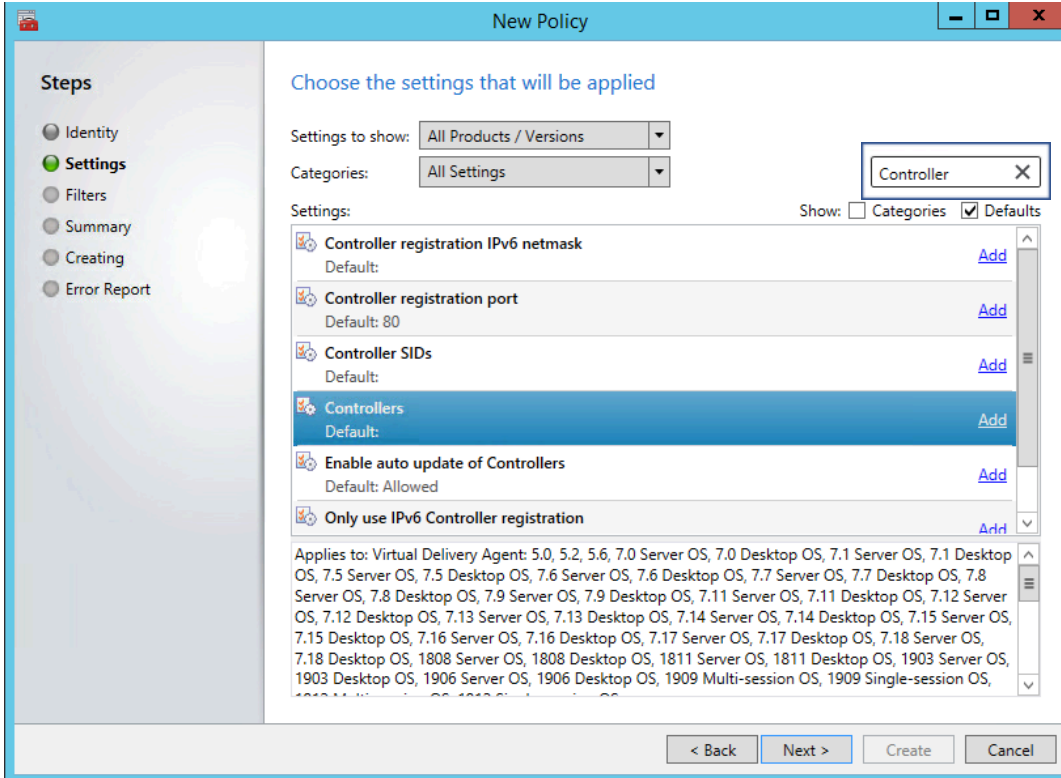 New Policy
Steps
Identity
Settings
Filters
Summary
Creating
Error Report
Choose the settings that will be applied
Settings to show: All Products / Versions
Categories: All Settings
Controller
Settings:
Show: Categories Defaults
Controller registration IPv6 netmask
Default:
Add
Controller registration port
Default: 80
Add
Controller SIDs
Default:
Add
Controllers
Default:
Add
Enable auto update of Controllers
Default: Allowed
Add
Only use IPv6 Controller registration
Add
Applies to: Virtual Delivery Agent: 5.0, 5.2, 5.6, 7.0 Server OS, 7.0 Desktop OS, 7.1 Server OS, 7.1 Desktop
OS, 7.5 Server OS, 7.5 Desktop OS, 7.6 Server OS, 7.6 Desktop OS, 7.7 Server OS, 7.7 Desktop OS, 7.8
Server OS, 7.8 Desktop OS, 7.9 Server OS, 7.9 Desktop OS, 7.11 Server OS, 7.11 Desktop OS, 7.12 Server
OS, 7.12 Desktop OS, 7.13 Server OS, 7.13 Desktop OS, 7.14 Server OS, 7.14 Desktop OS, 7.15 Server OS,
7.15 Desktop OS, 7.16 Server OS, 7.16 Desktop OS, 7.17 Server OS, 7.17 Desktop OS, 7.18 Server OS,
7.18 Desktop OS, 1808 Server OS, 1808 Desktop OS, 1811 Server OS, 1811 Desktop OS, 1903 Server OS,
1903 Desktop OS, 1906 Server OS, 1906 Desktop OS, 1909 Multi-session OS, 1909 Single-session OS,
< Back
Next >
Create
Cancel